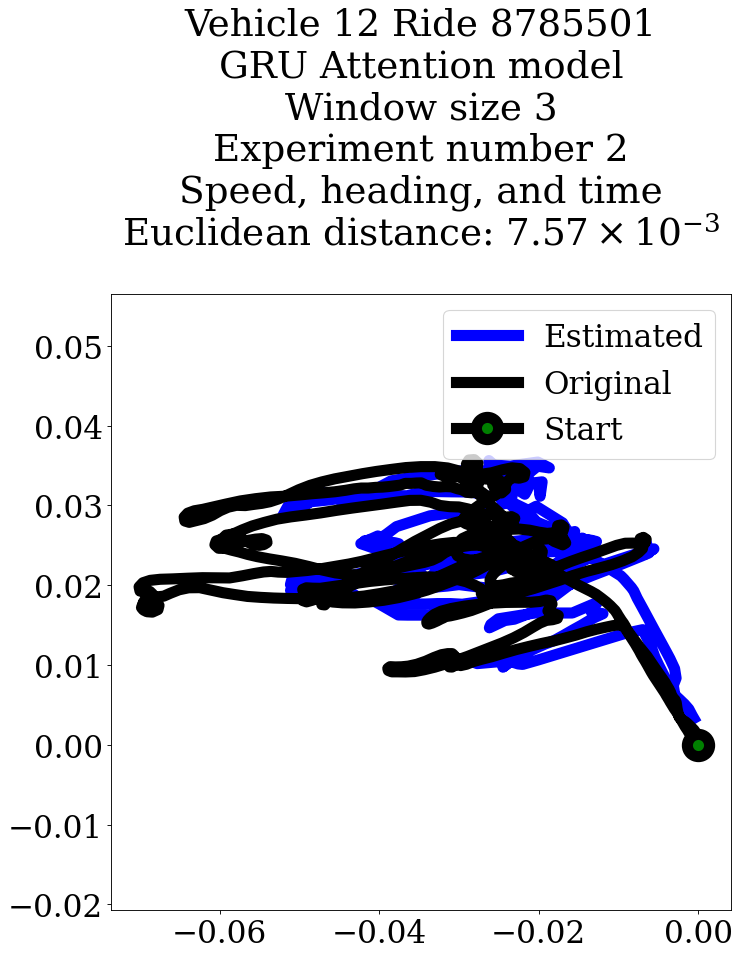 Vehicle 12 Ride 8785501
GRU Attention model
Window size 3
Experiment number 2
Speed, heading, and time
Euclidean distance: 7.57 × 10⁻³
Estimated
Original
Start
0.05
0.04
0.03
0.02
0.01
0.00
−0.01
−0.02
−0.06 −0.04 −0.02 0.00